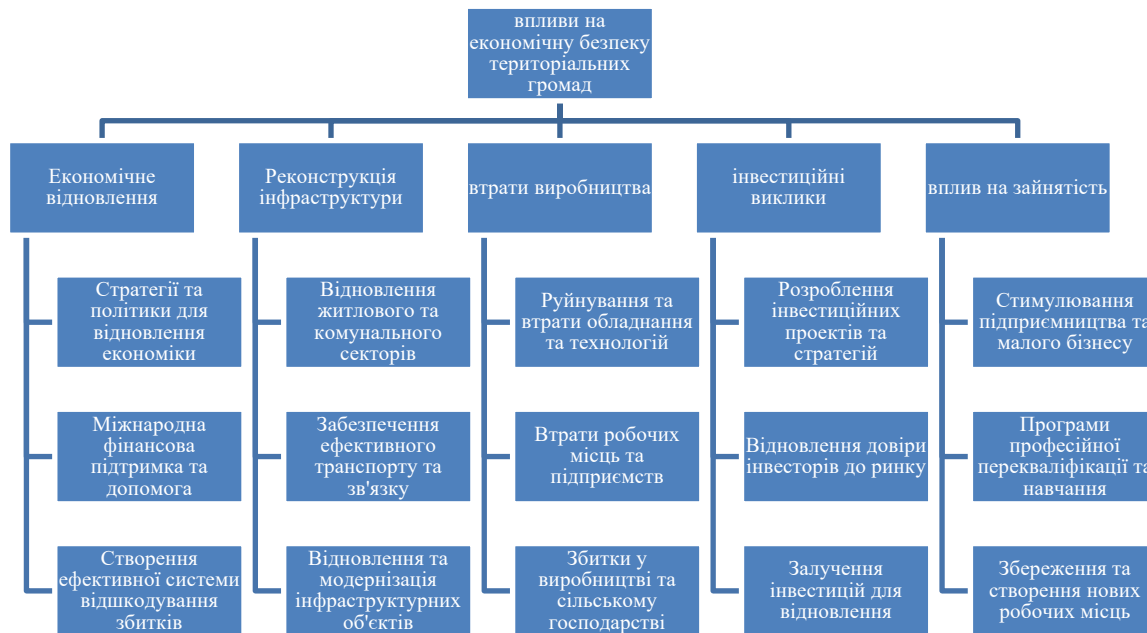 впливи на
економічну безпеку
територіальних
громад
Економічне
відновлення
Реконструкція
інфраструктури
втрати виробництва
інвестиційні
виклики
вплив на зайнятість
Стратегії та
політики для
відновлення
економіки
Міжнародна
фінансова
підтримка та
допомога
Створення
ефективної системи
відшкодування
збитків
Відновлення
житлового та
комунального
секторів
Забезпечення
ефективного
транспорту та
зв'язку
Відновлення та
модернізація
інфраструктурних
об'єктів
Руйнування та
втрати обладнання
та технологій
Втрати робочих
місць та
підприємств
Збитки у
виробництві та
сільському
господарстві
Розроблення
інвестиційних
проектів та
стратегій
Відновлення довіри
інвесторів до ринку
Залучення
інвестицій для
відновлення
Стимулювання
підприємництва та
малого бізнесу
Програми
професійної
перекваліфікації та
навчання
Збереження та
створення нових
робочих місць